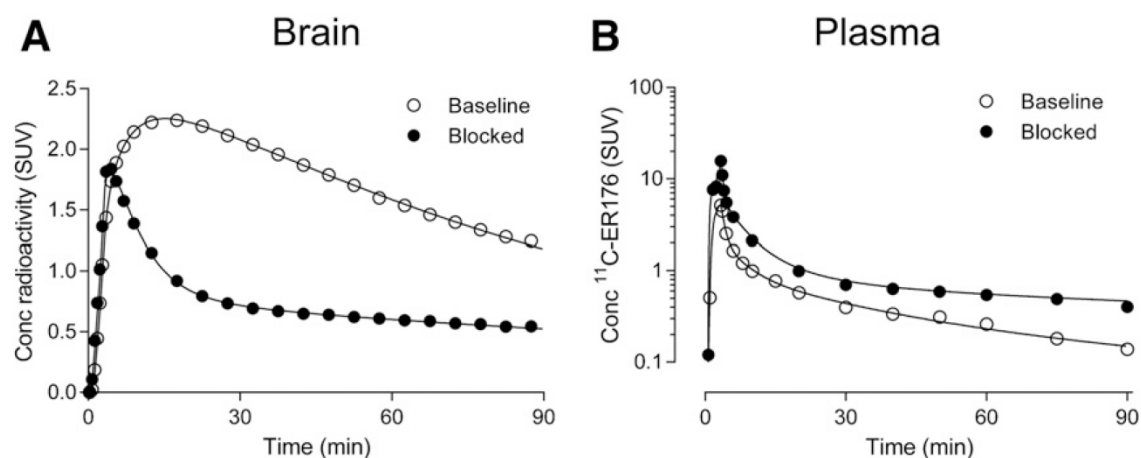 A Brain
Conc radioactivity (SUV)
2.5
2.0
1.5
1.0
0.5
0.0
0 30 60 90
Time (min)
Baseline
Blocked
B Plasma
Conc ¹¹C-ER176 (SUV)
100
10
1
0.1
0 30 60 90
Time (min)
Baseline
Blocked